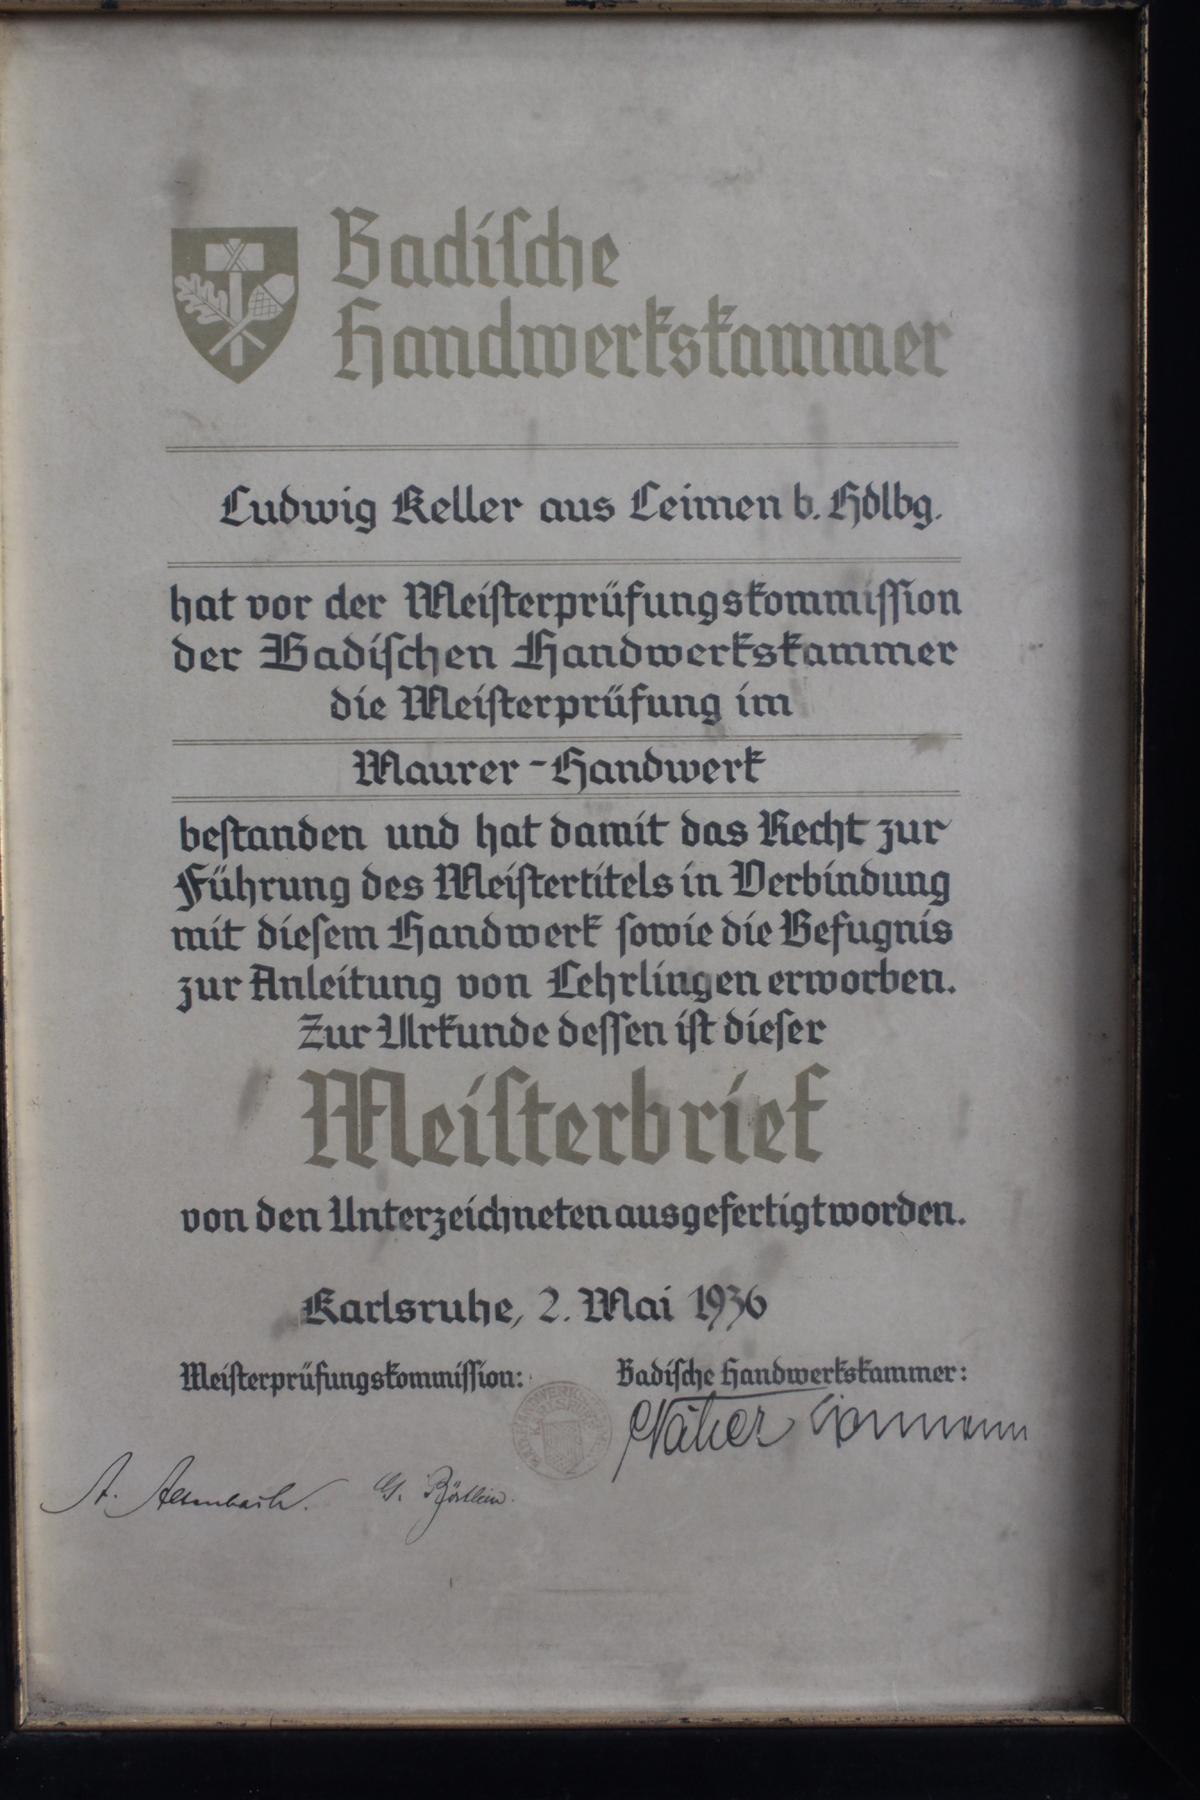 Badische
Handwerkskammer
Ludwig Keller aus Leimen b. Hdlbg.
hat vor der Meisterprüfungskommission
der Badischen Handwerkskammer
die Meisterprüfung im
Maurer-Handwerk
bestanden und hat damit das Recht zur
Führung des Meistertitels in Verbindung
mit diesem Handwerk sowie die Befugnis
zur Anleitung von Lehrlingen erworben.
Zur Urkunde dessen ist dieser
Meisterbrief
von den Unterzeichneten ausgefertigt worden.
Karlsruhe, 2. Mai 1936
Meisterprüfungskommission:
Badische Handwerkskammer:
Näher
A.
G.